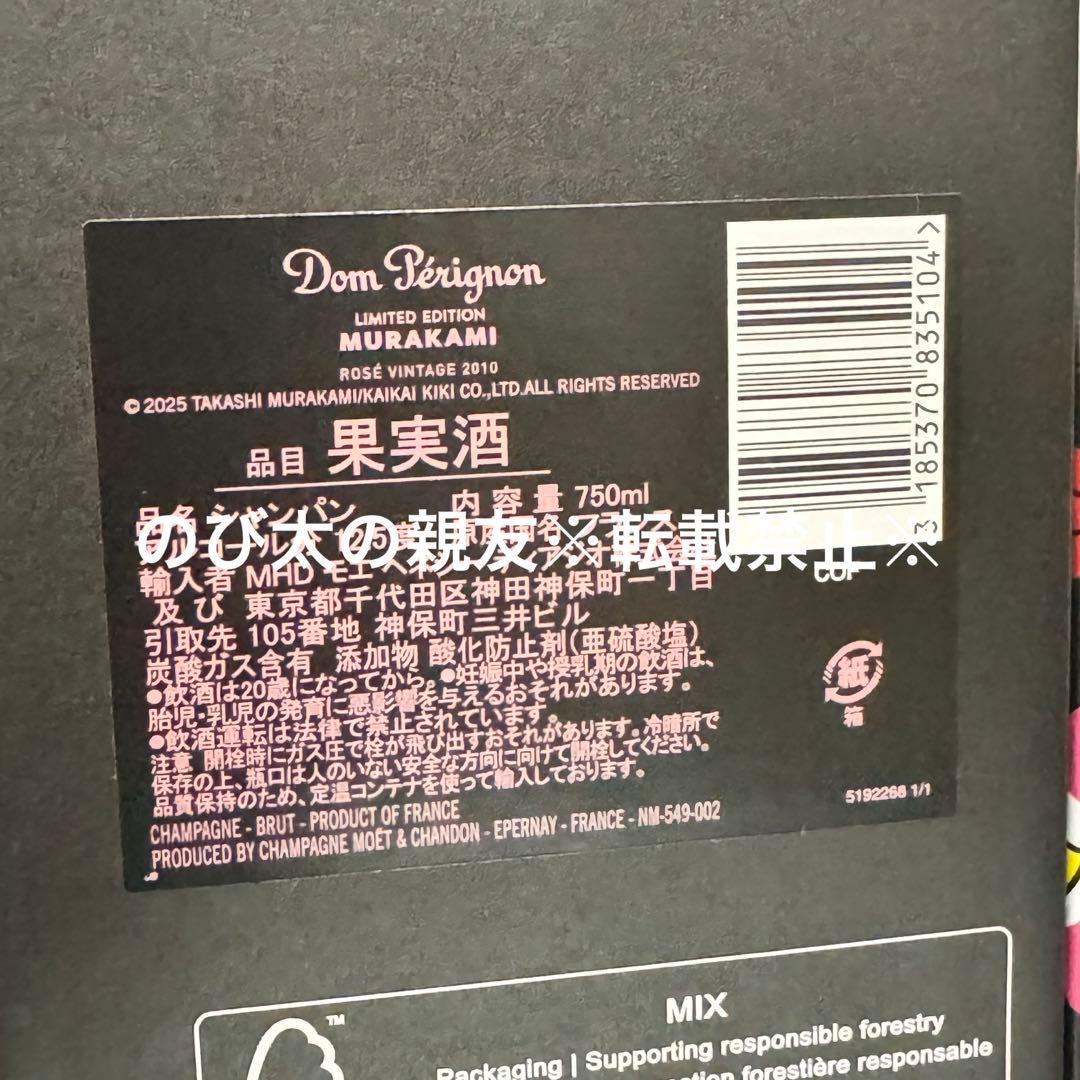 Dom Pérignon
LIMITED EDITION
MURAKAMI
ROSÉ VINTAGE 2010
© 2025 TAKASHI MURAKAMI/KAIKAI KIKI CO.,LTD.ALL RIGHTS RESERVED
品目 果実酒
品名 シャンパン 内容量 750ml
のび太の親友※転載禁止※
輸入者 MHD
及び 東京都千代田区神田神保町一丁目
引取先 105番地 神保町三井ビル
炭酸ガス含有 添加物 酸化防止剤(亜硫酸塩)
●飲酒は20歳になってから。●妊娠中や授乳期の飲酒は、
胎児・乳児の発育に悪影響を与えるおそれがあります。
●飲酒運転は法律で禁止されています。
注意 開栓時にガス圧で栓が飛び出すおそれがあります。冷暗所で
保存の上、瓶口は人のいない安全な方向に向けて開栓してください。
品質保持のため、定温コンテナを使って輸入しております。
CHAMPAGNE - BRUT - PRODUCT OF FRANCE
PRODUCED BY CHAMPAGNE MOËT & CHANDON - EPERNAY - FRANCE - NM-549-002
3 185370 835104 >
紙
箱
5192268 1/1
MIX
TM
Packaging | Supporting responsible forestry
forestière responsable